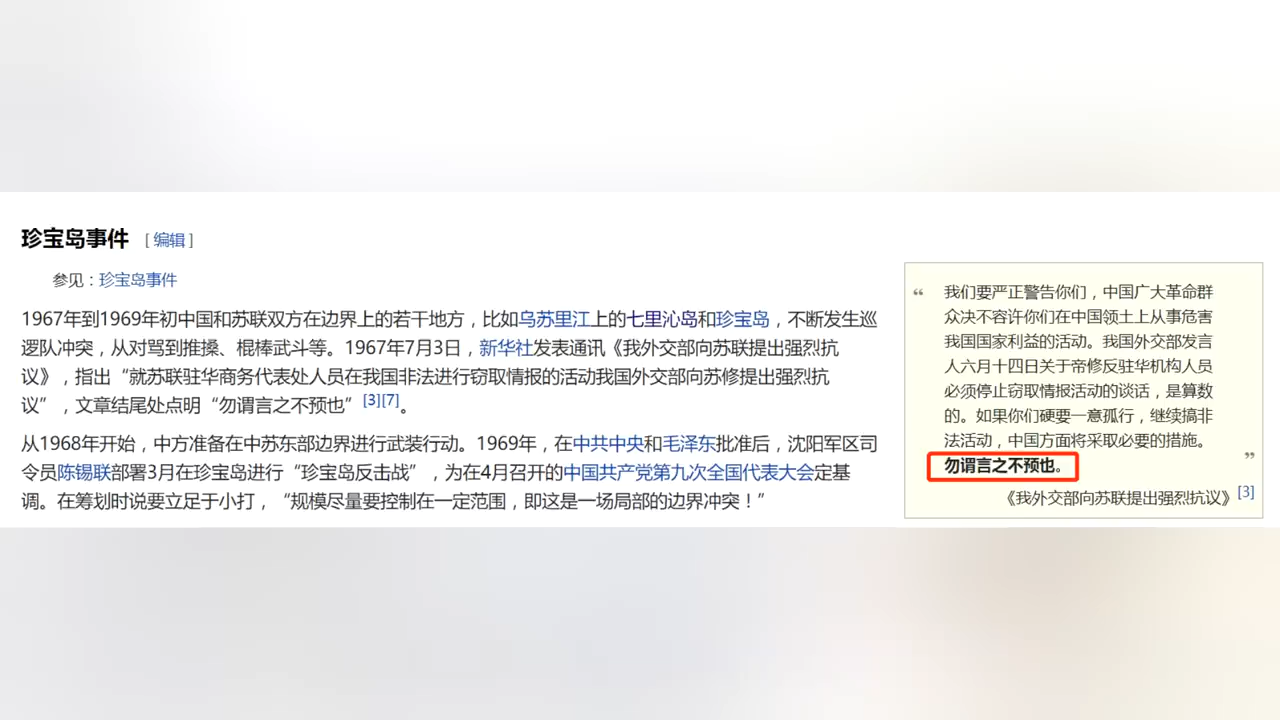 珍宝岛事件 [编辑]
参见：珍宝岛事件
1967年到1969年初中国和苏联双方在边界上的若干地方，比如乌苏里江上的七里沁岛和珍宝岛，不断发生巡
逻队冲突，从对骂到推搡、棍棒武斗等。1967年7月3日，新华社发表通讯《我外交部向苏联提出强烈抗
议》，指出“就苏联驻华商务代表处人员在我国非法进行窃取情报的活动我国外交部向苏修提出强烈抗
议”，文章结尾处点明“勿谓言之不预也”[3][7]。
从1968年开始，中方准备在中苏东部边界进行武装行动。1969年，在中共中央和毛泽东批准后，沈阳军区司
令员陈锡联部署3月在珍宝岛进行“珍宝岛反击战”，为在4月召开的中国共产党第九次全国代表大会定基
调。在筹划时说要立足于小打，“规模尽量要控制在一定范围，即这是一场局部的边界冲突！”
“我们要严正警告你们，中国广大革命群
众决不容许你们在中国领土上从事危害
我国国家利益的活动。我国外交部发言
人六月十四日关于帝修反驻华机构人员
必须停止窃取情报活动的谈话，是算数
的。如果你们硬要一意孤行，继续搞非
法活动，中国方面将采取必要的措施。
勿谓言之不预也。”
《我外交部向苏联提出强烈抗议》[3]